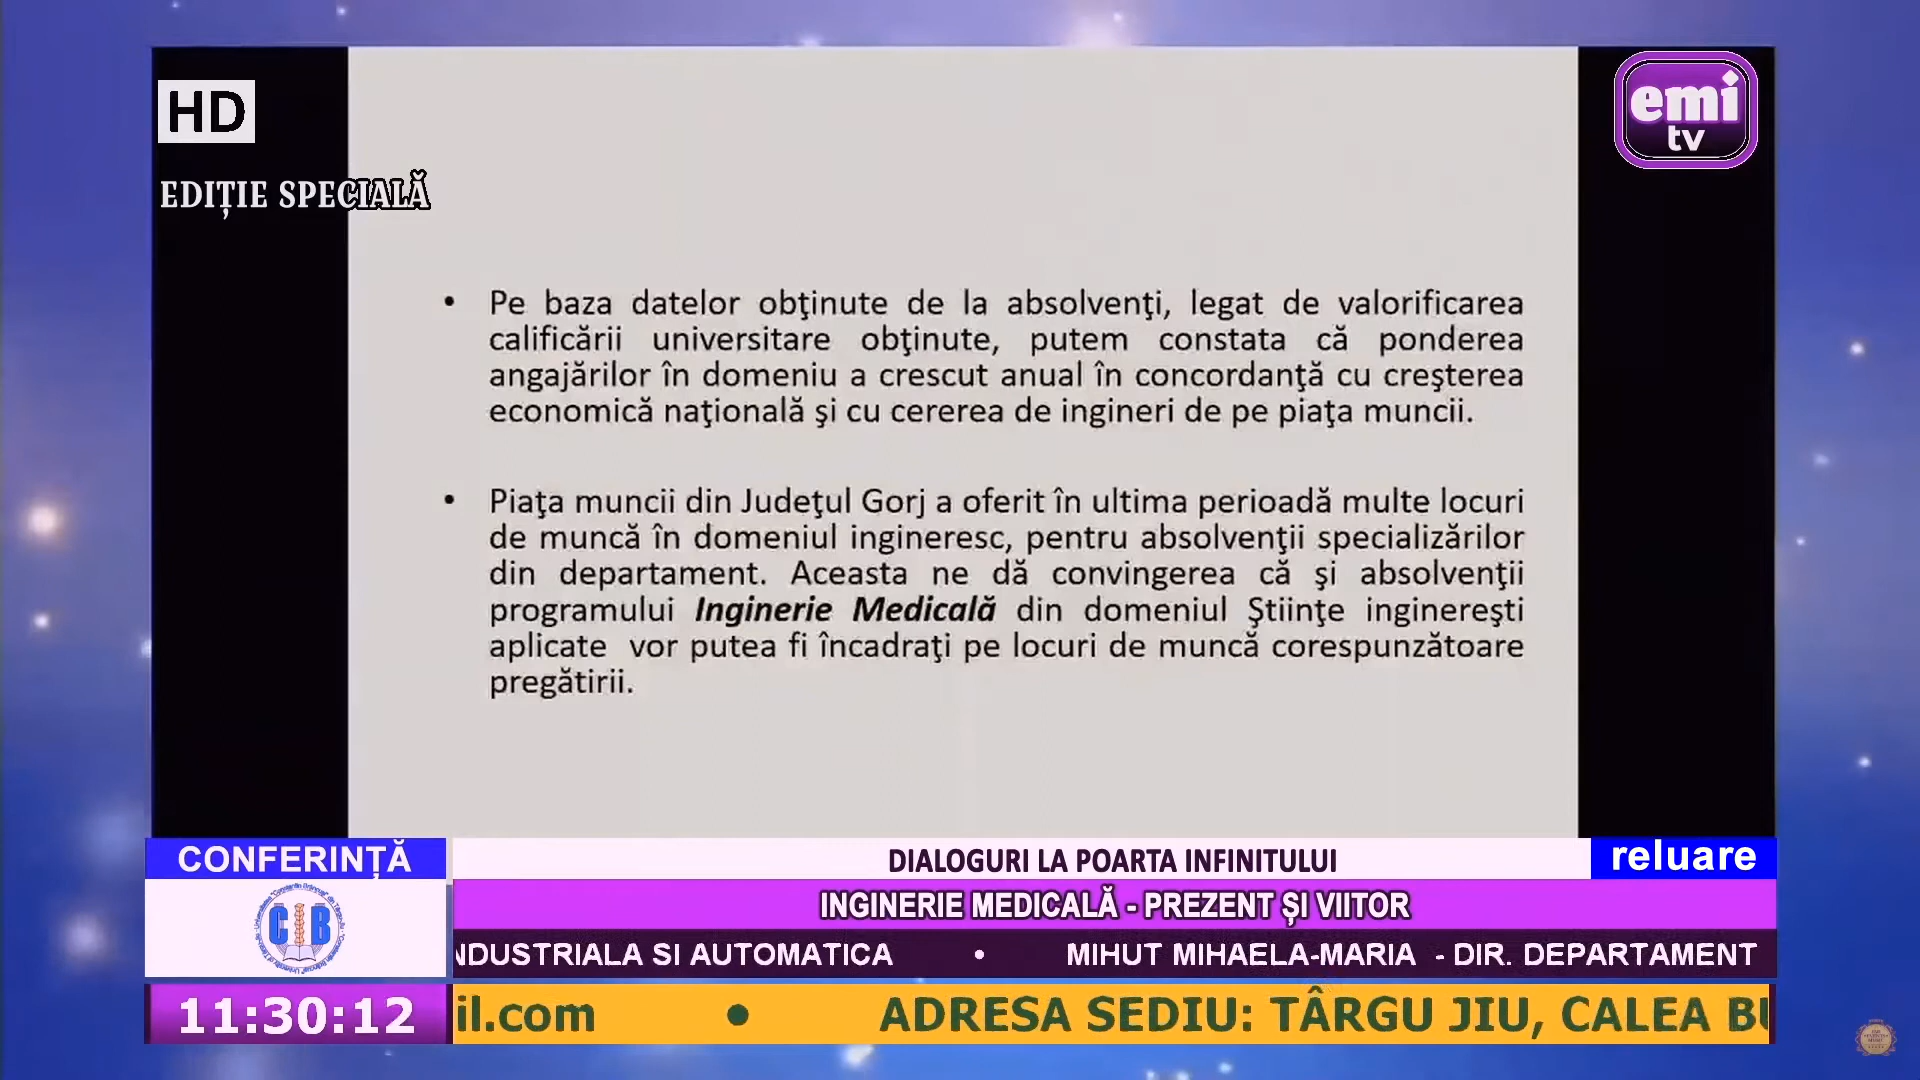 HD
emi
tv
EDIȚIE SPECIALĂ
• Pe baza datelor obţinute de la absolvenţi, legat de valorificarea
calificării universitare obţinute, putem constata că ponderea
angajărilor în domeniu a crescut anual în concordanţă cu creşterea
economică naţională şi cu cererea de ingineri de pe piaţa muncii.
• Piaţa muncii din Judeţul Gorj a oferit în ultima perioadă multe locuri
de muncă în domeniul ingineresc, pentru absolvenţii specializărilor
din departament. Aceasta ne dă convingerea că şi absolvenţii
programului Inginerie Medicală din domeniul Ştiinţe inginereşti
aplicate vor putea fi încadraţi pe locuri de muncă corespunzătoare
pregătirii.
CONFERINȚĂ
DIALOGURI LA POARTA INFINITULUI
reluare
INGINERIE MEDICALĂ - PREZENT ȘI VIITOR
CB
NDUSTRIALA SI AUTOMATICA • MIHUT MIHAELA-MARIA - DIR. DEPARTAMENT
11:30:12
il.com • ADRESA SEDIU: TÂRGU JIU, CALEA BU